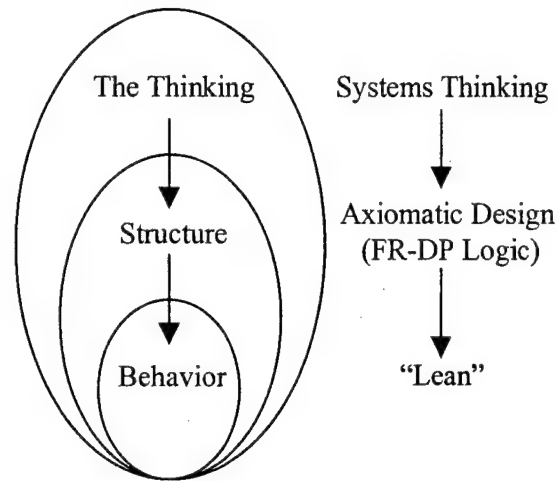 The Thinking
Systems Thinking
Structure
Axiomatic Design
(FR-DP Logic)
Behavior
“Lean”